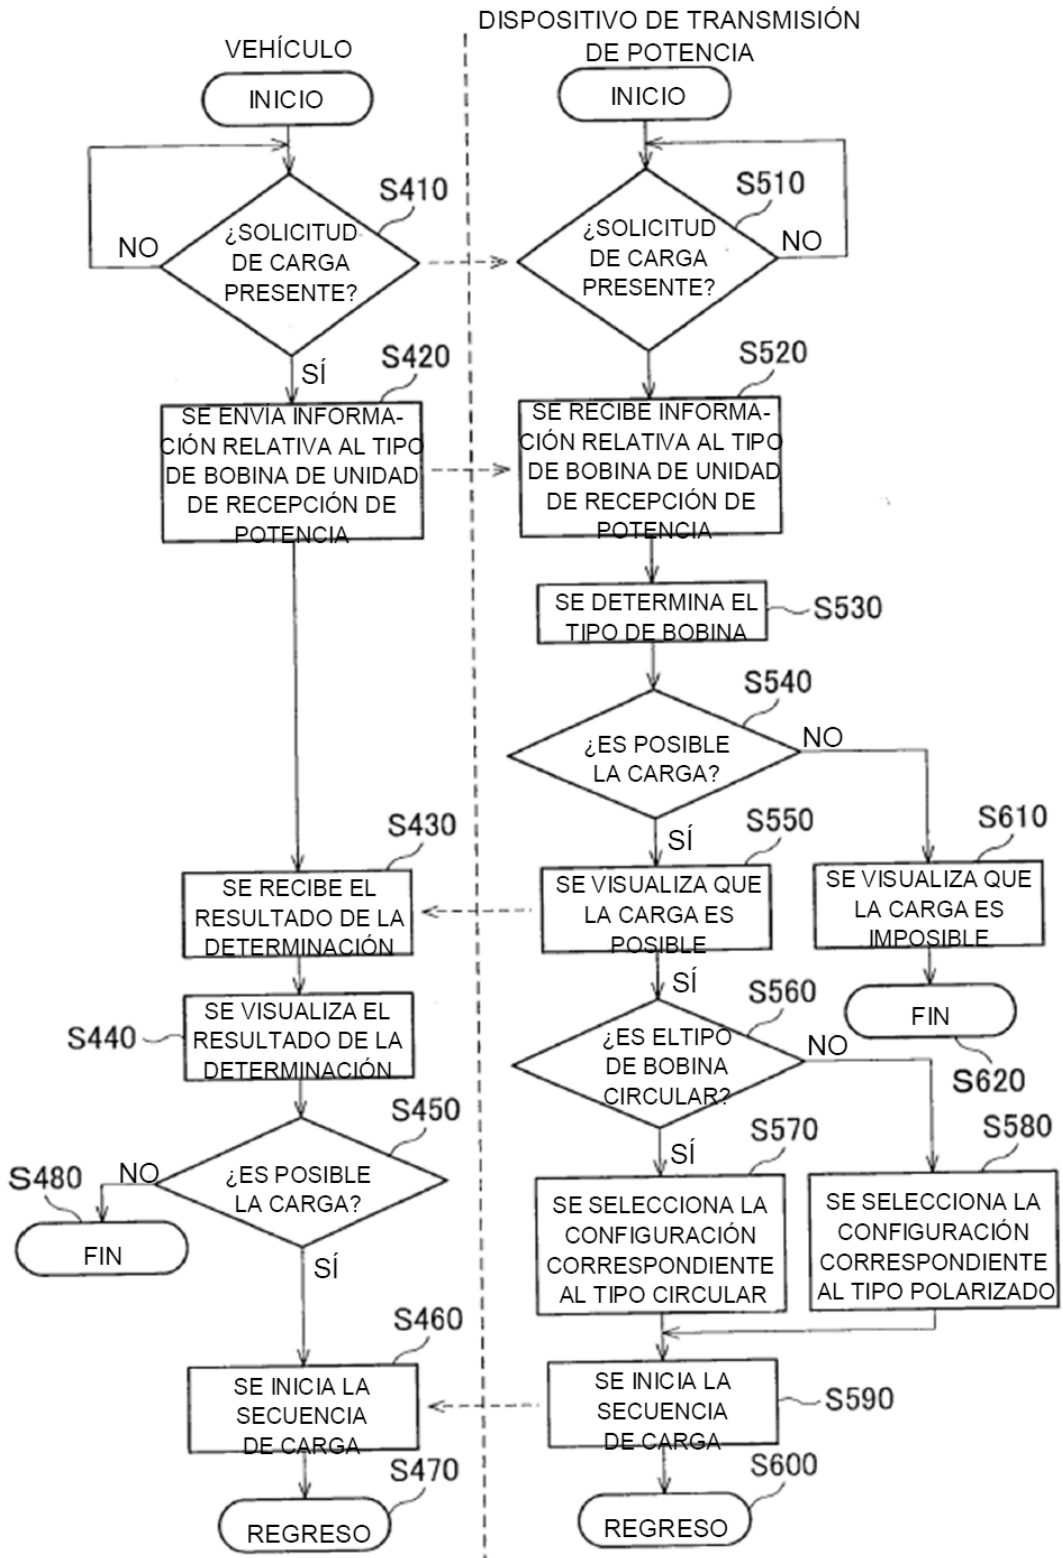 VEHÍCULO
INICIO
S410
¿SOLICITUD
DE CARGA
PRESENTE?
NO
SÍ
S420
SE ENVÍA INFORMA-
CIÓN RELATIVA AL TIPO
DE BOBINA DE UNIDAD
DE RECEPCIÓN DE
POTENCIA
S430
SE RECIBE EL
RESULTADO DE LA
DETERMINACIÓN
S440
SE VISUALIZA EL
RESULTADO DE LA
DETERMINACIÓN
S450
¿ES POSIBLE
LA CARGA?
NO
S480
FIN
SÍ
S460
SE INICIA LA
SECUENCIA
DE CARGA
S470
REGRESO
DISPOSITIVO DE TRANSMISIÓN
DE POTENCIA
INICIO
S510
¿SOLICITUD
DE CARGA
PRESENTE?
NO
S520
SE RECIBE INFORMA-
CIÓN RELATIVA AL TIPO
DE BOBINA DE UNIDAD
DE RECEPCIÓN DE
POTENCIA
SE DETERMINA EL
TIPO DE BOBINA
S530
S540
¿ES POSIBLE
LA CARGA?
NO
SÍ
S550
SE VISUALIZA QUE
LA CARGA ES
POSIBLE
S610
SE VISUALIZA QUE
LA CARGA ES
IMPOSIBLE
FIN
S620
SÍ
S560
¿ES ELTIPO
DE BOBINA
CIRCULAR?
NO
SÍ
S570
SE SELECCIONA LA
CONFIGURACIÓN
CORRESPONDIENTE
AL TIPO CIRCULAR
S580
SE SELECCIONA LA
CONFIGURACIÓN
CORRESPONDIENTE
AL TIPO POLARIZADO
SE INICIA LA
SECUENCIA
DE CARGA
S590
S600
REGRESO